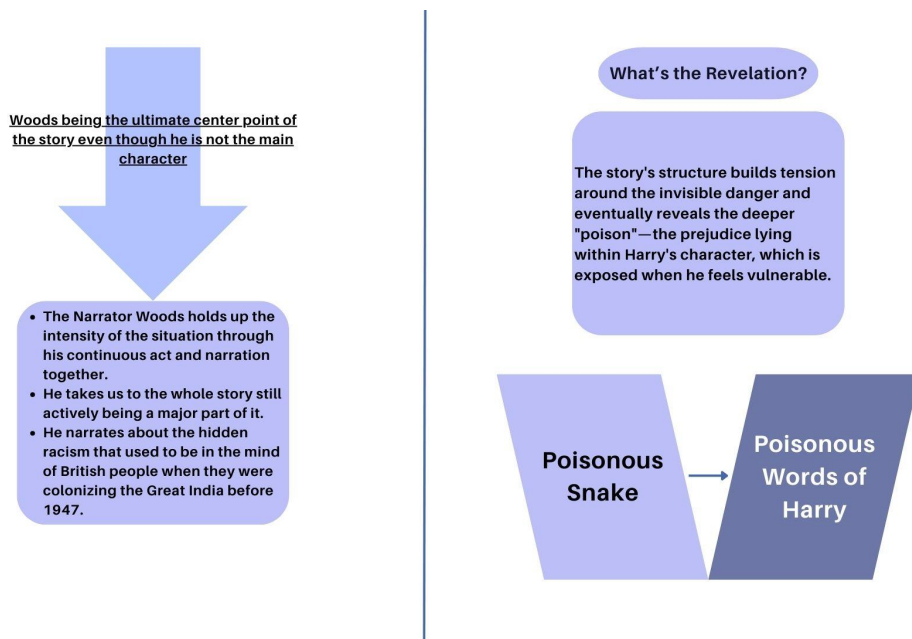 Woods being the ultimate center point of
the story even though he is not the main
character
• The Narrator Woods holds up the
intensity of the situation through
his continuous act and narration
together.
• He takes us to the whole story still
actively being a major part of it.
• He narrates about the hidden
racism that used to be in the mind
of British people when they were
colonizing the Great India before
1947.
What's the Revelation?
The story's structure builds tension
around the invisible danger and
eventually reveals the deeper
"poison"—the prejudice lying
within Harry's character, which is
exposed when he feels vulnerable.
Poisonous
Snake
Poisonous
Words of
Harry